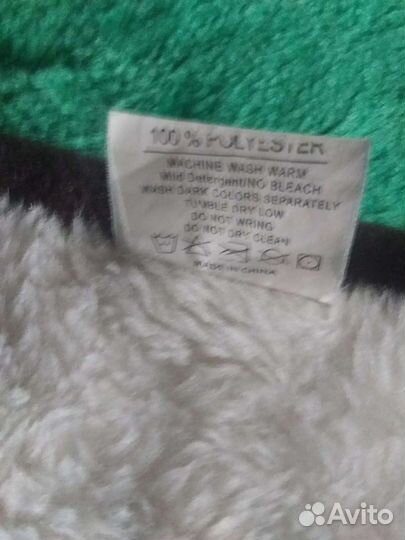 100 % POLYESTER
MACHINE WASH WARM
Mild Detergent/NO BLEACH
WASH DARK COLORS SEPARATELY
TUMBLE DRY LOW
DO NOT WRING
DO NOT DRY CLEAN
MADE IN CHINA
Avito